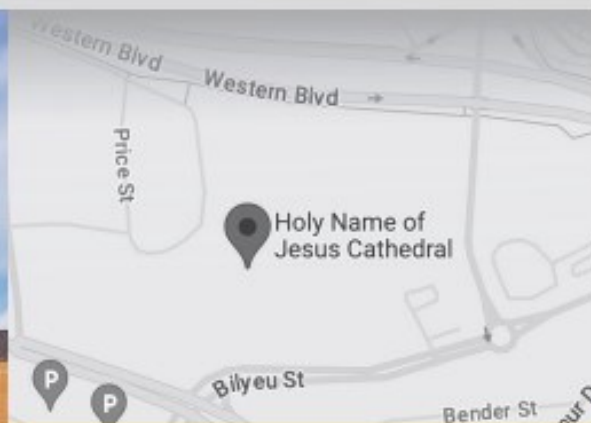 Western Blvd
Western Blvd
Price St
Holy Name of
Jesus Cathedral
P
P
Bilyeu St
Bender St